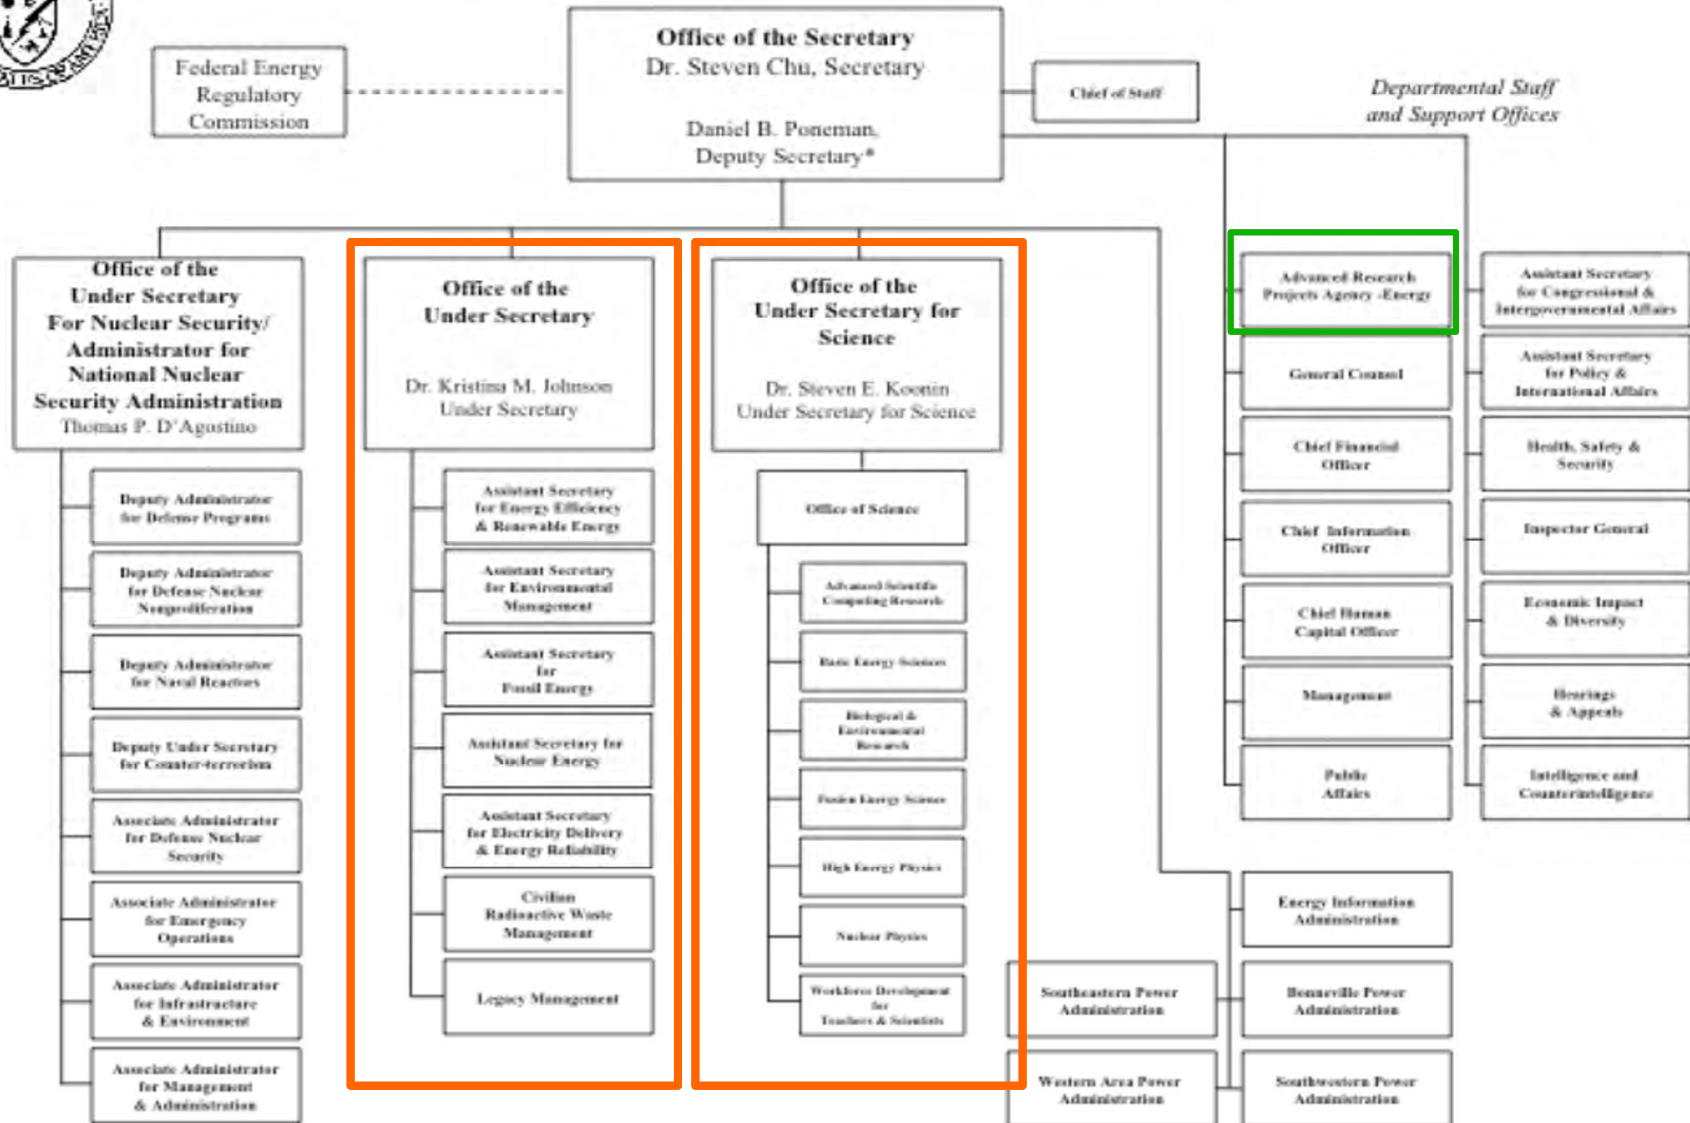 Office of the Secretary
Dr. Steven Chu, Secretary
Daniel B. Poneman,
Deputy Secretary*
Federal Energy
Regulatory
Commission
Chief of Staff
Departmental Staff
and Support Offices
Office of the
Under Secretary
For Nuclear Security/
Administrator for
National Nuclear
Security Administration
Thomas P. D'Agostino
Deputy Administrator
for Defense Programs
Deputy Administrator
for Defense Nuclear
Nonproliferation
Deputy Administrator
for Naval Reactors
Deputy Under Secretary
for Counter-terrorism
Associate Administrator
for Defense Nuclear
Security
Associate Administrator
for Emergency
Operations
Associate Administrator
for Infrastructure
& Environment
Associate Administrator
for Management
& Administration
Office of the
Under Secretary
Dr. Kristina M. Johnson
Under Secretary
Assistant Secretary
for Energy Efficiency
& Renewable Energy
Assistant Secretary
for Environmental
Management
Assistant Secretary
for
Fossil Energy
Assistant Secretary for
Nuclear Energy
Assistant Secretary
for Electricity Delivery
& Energy Reliability
Civilian
Radioactive Waste
Management
Legacy Management
Office of the
Under Secretary for
Science
Dr. Steven E. Koonin
Under Secretary for Science
Office of Science
Advanced Scientific
Computing Research
Basic Energy Sciences
Biological &
Environmental
Research
Fusion Energy Science
High Energy Physics
Nuclear Physics
Workforce Development
for
Teachers & Scientists
Advanced Research
Projects Agency -Energy
General Counsel
Chief Financial
Officer
Chief Information
Officer
Chief Human
Capital Officer
Management
Public
Affairs
Assistant Secretary
for Congressional &
Intergovernmental Affairs
Assistant Secretary
for Policy &
International Affairs
Health, Safety &
Security
Inspector General
Economic Impact
& Diversity
Hearings
& Appeals
Intelligence and
Counterintelligence
Energy Information
Administration
Southeastern Power
Administration
Bonneville Power
Administration
Western Area Power
Administration
Southwestern Power
Administration